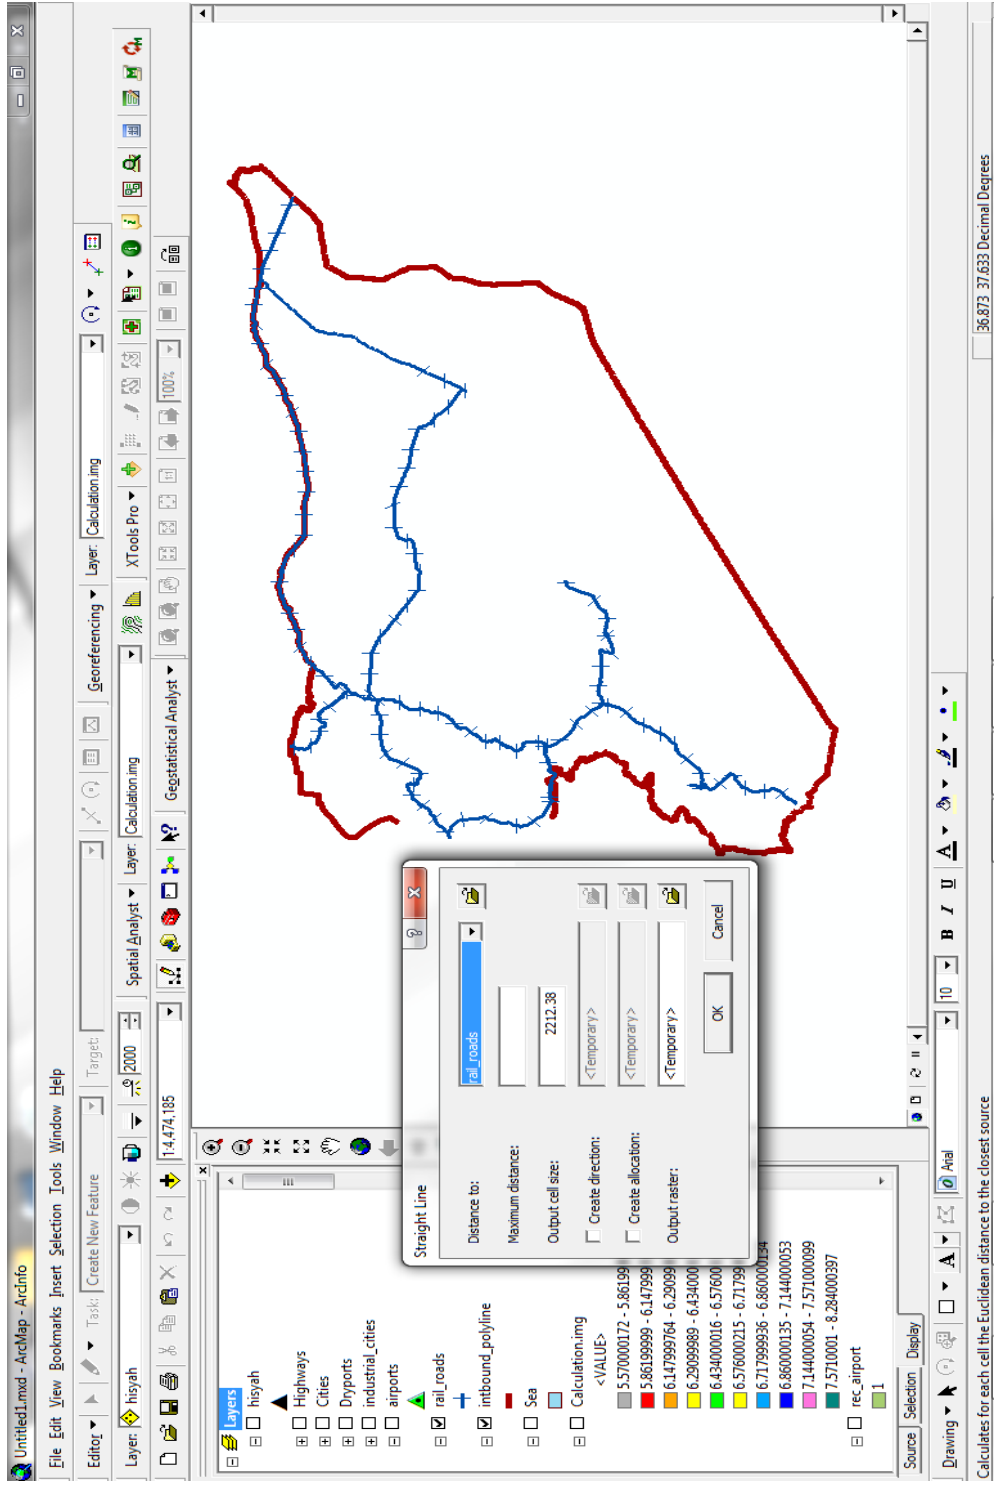 Untitled1.mxd - ArcMap - ArcInfo
File Edit View Bookmarks Insert Selection Tools Window Help
Editor Task: Create New Feature Target: Georeferencing Layer: Calculation.img
Layer: hisyah 2000 Spatial Analyst Layer: Calculation.img XTools Pro
1:4,474,185 Geostatistical Analyst 100%
Layers
hisyah
Highways
Cities
Dryports
industrial_cities
airports
rail_roads
intbound_polyline
Sea
Calculation.img
<VALUE>
5.570000172 - 5.86199
5.86199999 - 6.147999
6.147999764 - 6.29099
6.29099989 - 6.434000
6.434000016 - 6.57600
6.576000215 - 6.71799
6.717999936 - 6.860000134
6.860000135 - 7.144000053
7.144000054 - 7.571000099
7.5710001 - 8.284000397
rec_airport
1
Source Selection Display
Straight Line
Distance to: rail_roads
Maximum distance:
Output cell size: 2212.38
Create direction: <Temporary>
Create allocation: <Temporary>
Output raster: <Temporary>
OK Cancel
Drawing A Arial 10 B I U A
Calculates for each cell the Euclidean distance to the closest source 36.873 37.633 Decimal Degrees